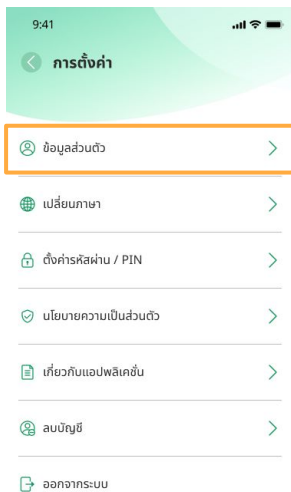 9:41
การตั้งค่า
ข้อมูลส่วนตัว
เปลี่ยนภาษา
ตั้งค่ารหัสผ่าน / PIN
นโยบายความเป็นส่วนตัว
เกี่ยวกับแอปพลิเคชั่น
ลบบัญชี
ออกจากระบบ